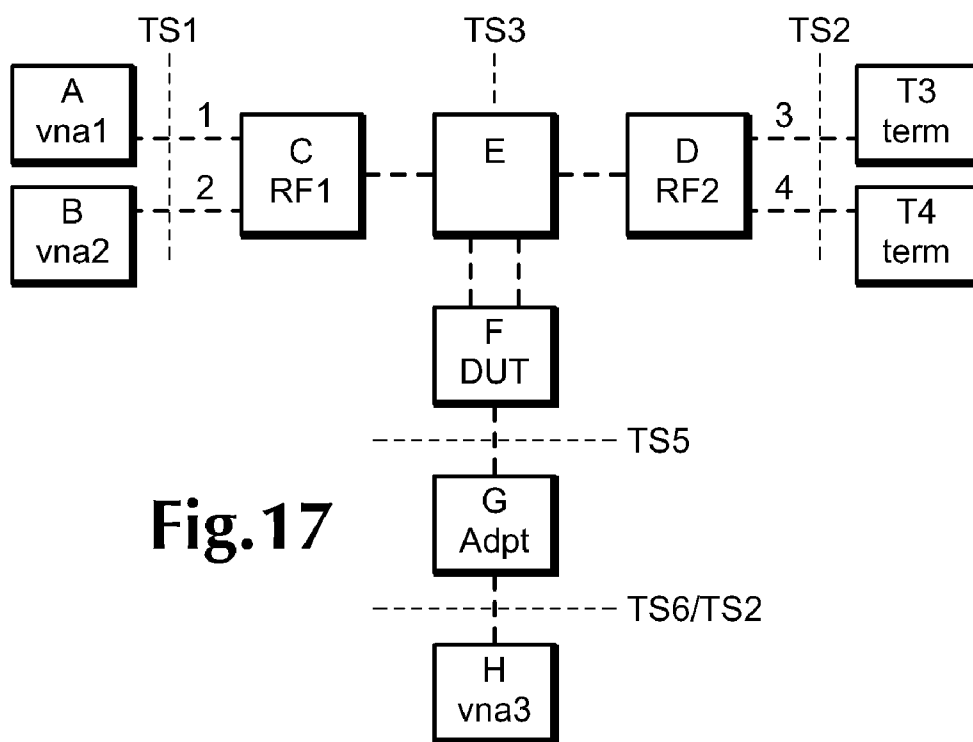 TS1
TS3
TS2
A
vna1
1
C
RF1
E
D
RF2
3
T3
term
B
vna2
2
4
T4
term
F
DUT
TS5
G
Adpt
Fig.17
TS6/TS2
H
vna3